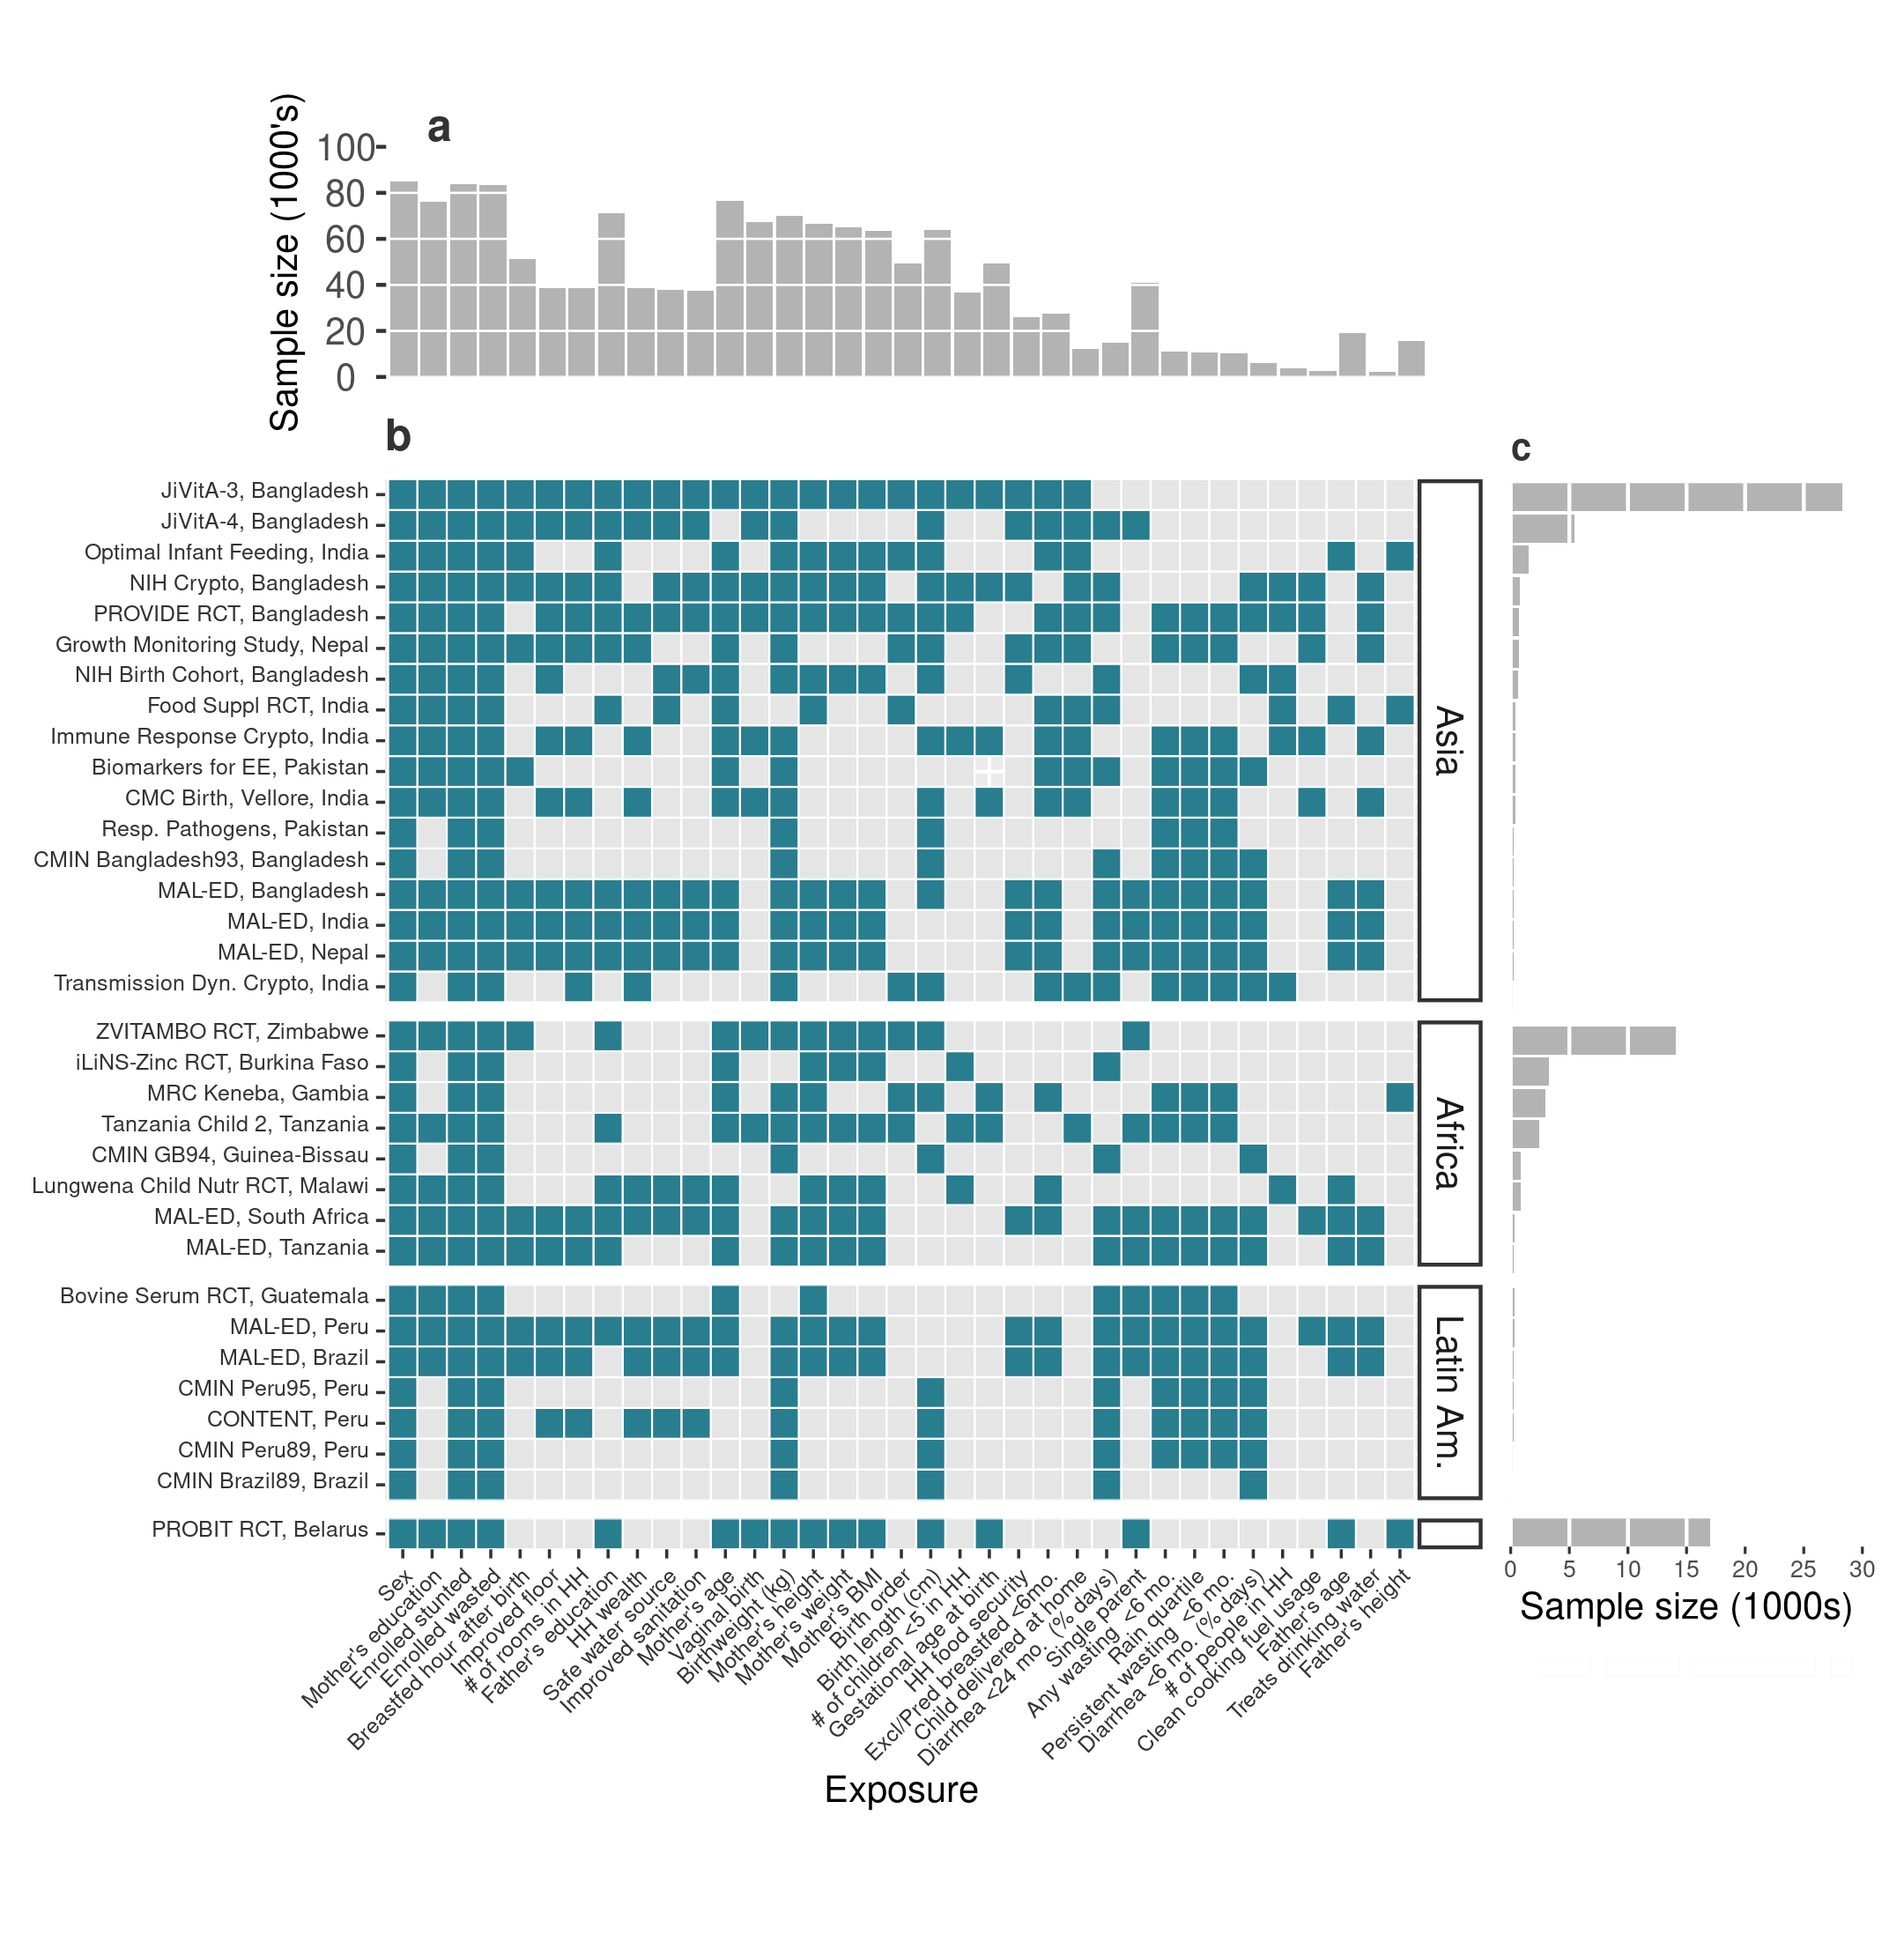 a
Sample size (1000's)
100
80
60
40
20
0
b
c
JiVitA-3, Bangladesh
JiVitA-4, Bangladesh
Optimal Infant Feeding, India
NIH Crypto, Bangladesh
PROVIDE RCT, Bangladesh
Growth Monitoring Study, Nepal
NIH Birth Cohort, Bangladesh
Food Suppl RCT, India
Immune Response Crypto, India
Biomarkers for EE, Pakistan
CMC Birth, Vellore, India
Resp. Pathogens, Pakistan
CMIN Bangladesh93, Bangladesh
MAL-ED, Bangladesh
MAL-ED, India
MAL-ED, Nepal
Transmission Dyn. Crypto, India
Asia
ZVITAMBO RCT, Zimbabwe
iLiNS-Zinc RCT, Burkina Faso
MRC Keneba, Gambia
Tanzania Child 2, Tanzania
CMIN GB94, Guinea-Bissau
Lungwena Child Nutr RCT, Malawi
MAL-ED, South Africa
MAL-ED, Tanzania
Africa
Bovine Serum RCT, Guatemala
MAL-ED, Peru
MAL-ED, Brazil
CMIN Peru95, Peru
CONTENT, Peru
CMIN Peru89, Peru
CMIN Brazil89, Brazil
Latin Am.
PROBIT RCT, Belarus
Sex
Mother's education
Enrolled stunted
Enrolled wasted
Breastfed hour after birth
Improved floor
# of rooms in HH
Father's education
HH wealth
Safe water source
Improved sanitation
Mother's age
Vaginal birth
Birthweight (kg)
Mother's height
Mother's weight
Mother's BMI
Birth order
Birth length (cm)
# of children <5 in HH
Gestational age at birth
HH food security
Excl/Pred breastfed <6mo.
Child delivered at home
Diarrhea <24 mo. (% days)
Single parent
Any wasting <6 mo.
Rain quartile
Persistent wasting <6 mo.
Diarrhea <6 mo. (% days)
# of people in HH
Clean cooking fuel usage
Father's age
Treats drinking water
Father's height
Exposure
0 5 10 15 20 25 30
Sample size (1000s)